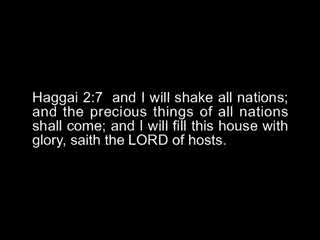 Haggai 2:7  and I will shake all nations;
and the precious things of all nations
shall come; and I will fill this house with
glory, saith the LORD of hosts.